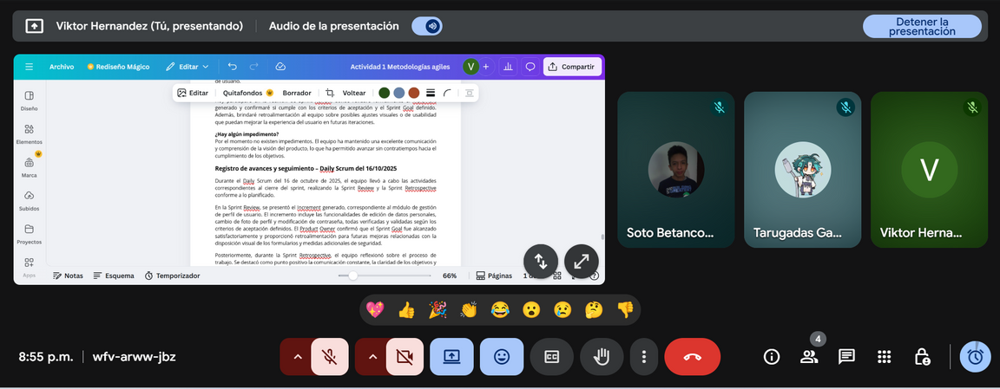 Viktor Hernandez (Tú, presentando)
Audio de la presentación
Detener la
presentación
Archivo
Rediseño Mágico
Editar
Actividad 1 Metodologías agiles
V
+
Compartir
Diseño
Elementos
Marca
Subidos
Proyectos
Apps
de usuario.
Editar
Quitafondos
Borrador
Voltear
generado y confirmaré si cumple con los criterios de aceptación y el Sprint Goal definido.
Además, brindaré retroalimentación al equipo sobre posibles ajustes visuales o de usabilidad
que puedan mejorar la experiencia del usuario en futuras iteraciones.
¿Hay algún impedimento?
Por el momento no existen impedimentos. El equipo ha mantenido una excelente comunicación
y comprensión de la visión del producto, lo que ha permitido avanzar sin contratiempos hacia el
cumplimiento de los objetivos.
Registro de avances y seguimiento – Daily Scrum del 16/10/2025
Durante el Daily Scrum del 16 de octubre de 2025, el equipo llevó a cabo las actividades
correspondientes al cierre del sprint, realizando la Sprint Review y la Sprint Retrospective
conforme a lo planificado.
En la Sprint Review, se presentó el Increment generado, correspondiente al módulo de gestión
de perfil de usuario. El incremento incluye las funcionalidades de edición de datos personales,
cambio de foto de perfil y modificación de contraseña, todas verificadas y validadas según los
criterios de aceptación definidos. El Product Owner confirmó que el Sprint Goal fue alcanzado
satisfactoriamente y proporcionó retroalimentación para futuras mejoras relacionadas con la
disposición visual de los formularios y medidas adicionales de seguridad.
Posteriormente, durante la Sprint Retrospective, el equipo reflexionó sobre el proceso de
trabajo. Se destacó como punto positivo la comunicación constante, la claridad de los objetivos y
Notas
Esquema
Temporizador
66%
Páginas
Soto Betanco...
Tarugadas Ga...
V
Viktor Herna...
8:55 p.m.
wfv-arww-jbz
CC
4